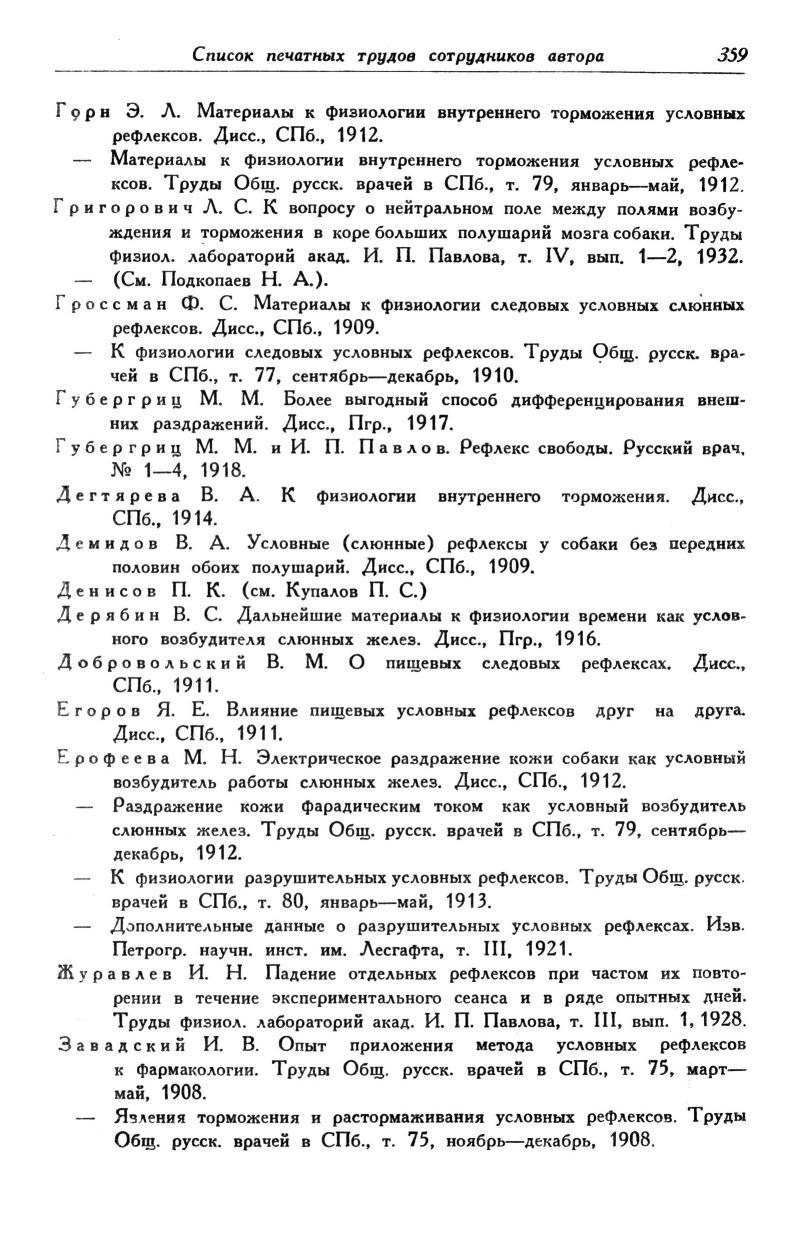 Список печатных трудов сотрудников автора 359
Горн Э. Л. Материалы к физиологии внутреннего торможения условных
рефлексов. Дисс., СПб., 1912.
— Материалы к физиологии внутреннего торможения условных рефле-
ксов. Труды Общ. русск. врачей в СПб., т. 79, январь—май, 1912.
Григорович Л. С. К вопросу о нейтральном поле между полями возбу-
ждения и торможения в коре больших полушарий мозга собаки. Труды
физиол. лабораторий акад. И. П. Павлова, т. IV, вып. 1—2, 1932.
— (См. Подкопаев Н. А.).
Гроссман Ф. С. Материалы к физиологии следовых условных слюнных
рефлексов. Дисс., СПб., 1909.
— К физиологии следовых условных рефлексов. Труды Общ. русск. вра-
чей в СПб., т. 77, сентябрь—декабрь, 1910.
Губергриц М. М. Более выгодный способ дифференцирования внеш-
них раздражений. Дисс., Пгр., 1917.
Губергриц М. М. и И. П. Павлов. Рефлекс свободы. Русский врач,
№ 1—4, 1918.
Дегтярева В. А. К физиологии внутреннего торможения. Дисс.,
СПб., 1914.
Демидов В. А. Условные (слюнные) рефлексы у собаки без передних
половин обоих полушарий. Дисс., СПб., 1909.
Денисов П. К. (см. Купалов П. С.)
Дерябин В. С. Дальнейшие материалы к физиологии времени как услов-
ного возбудителя слюнных желез. Дисс., Пгр., 1916.
Добровольский В. М. О пищевых следовых рефлексах. Дисс.,
СПб., 1911.
Егоров Я. Е. Влияние пищевых условных рефлексов друг на друга.
Дисс., СПб., 1911.
Ерофеева М. Н. Электрическое раздражение кожи собаки как условный
возбудитель работы слюнных желез. Дисс., СПб., 1912.
— Раздражение кожи фарадическим током как условный возбудитель
слюнных желез. Труды Общ. русск. врачей в СПб., т. 79, сентябрь—
декабрь, 1912.
— К физиологии разрушительных условных рефлексов. Труды Общ. русск.
врачей в СПб., т. 80, январь—май, 1913.
— Дополнительные данные о разрушительных условных рефлексах. Изв.
Петрогр. научн. инст. им. Лесгафта, т. III, 1921.
Журавлев И. Н. Падение отдельных рефлексов при частом их повто-
рении в течение экспериментального сеанса и в ряде опытных дней.
Труды физиол. лабораторий акад. И. П. Павлова, т. III, вып. 1, 1928.
Завадский И. В. Опыт приложения метода условных рефлексов
к фармакологии. Труды Общ. русск. врачей в СПб., т. 75, март—
май, 1908.
— Явления торможения и растормаживания условных рефлексов. Труды
Общ. русск. врачей в СПб., т. 75, ноябрь—декабрь, 1908.